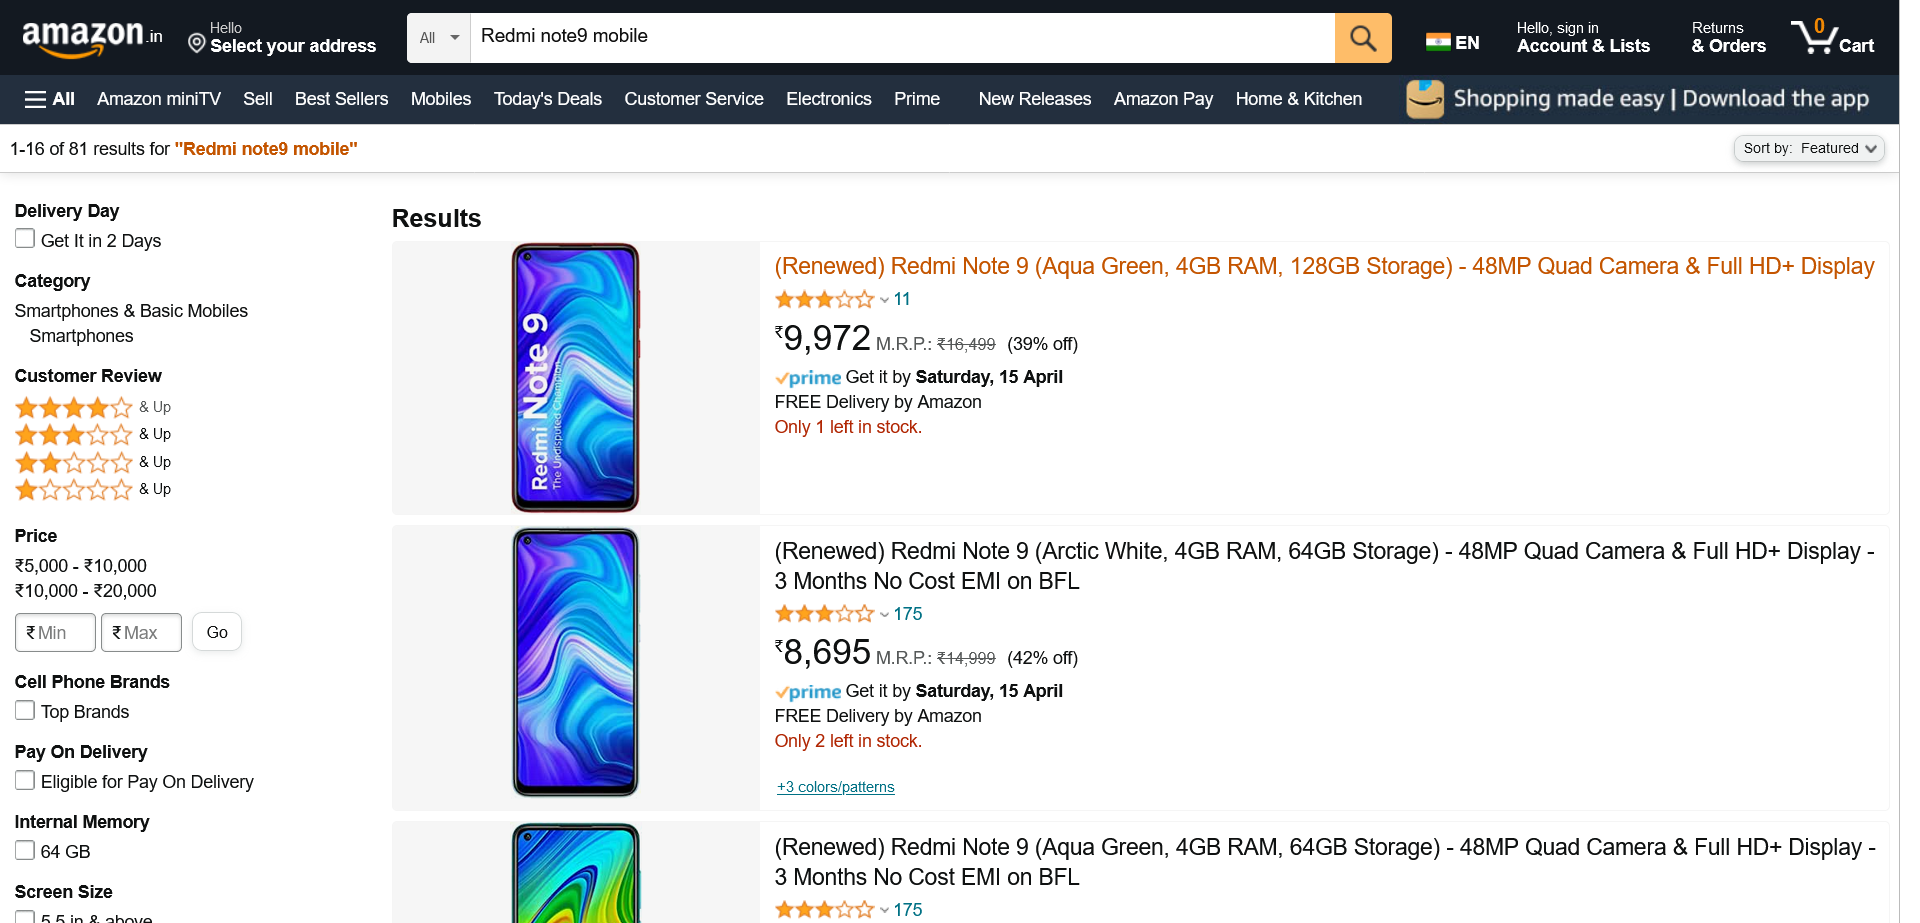 amazon.in
Hello
Select your address
All
Redmi note9 mobile
EN
Hello, sign in
Account & Lists
Returns
& Orders
0
Cart
All
Amazon miniTV
Sell
Best Sellers
Mobiles
Today's Deals
Customer Service
Electronics
Prime
New Releases
Amazon Pay
Home & Kitchen
Shopping made easy | Download the app
1-16 of 81 results for "Redmi note9 mobile"
Sort by: Featured
Delivery Day
Get It in 2 Days
Category
Smartphones & Basic Mobiles
Smartphones
Customer Review
& Up
& Up
& Up
& Up
Price
₹5,000 - ₹10,000
₹10,000 - ₹20,000
₹ Min
₹ Max
Go
Cell Phone Brands
Top Brands
Pay On Delivery
Eligible for Pay On Delivery
Internal Memory
64 GB
Screen Size
5.5 in & above
Results
Redmi Note 9
The Undisputed Champion
(Renewed) Redmi Note 9 (Aqua Green, 4GB RAM, 128GB Storage) - 48MP Quad Camera & Full HD+ Display
11
₹9,972 M.R.P.: ₹16,499 (39% off)
prime Get it by Saturday, 15 April
FREE Delivery by Amazon
Only 1 left in stock.
(Renewed) Redmi Note 9 (Arctic White, 4GB RAM, 64GB Storage) - 48MP Quad Camera & Full HD+ Display -
3 Months No Cost EMI on BFL
175
₹8,695 M.R.P.: ₹14,999 (42% off)
prime Get it by Saturday, 15 April
FREE Delivery by Amazon
Only 2 left in stock.
+3 colors/patterns
(Renewed) Redmi Note 9 (Aqua Green, 4GB RAM, 64GB Storage) - 48MP Quad Camera & Full HD+ Display -
3 Months No Cost EMI on BFL
175